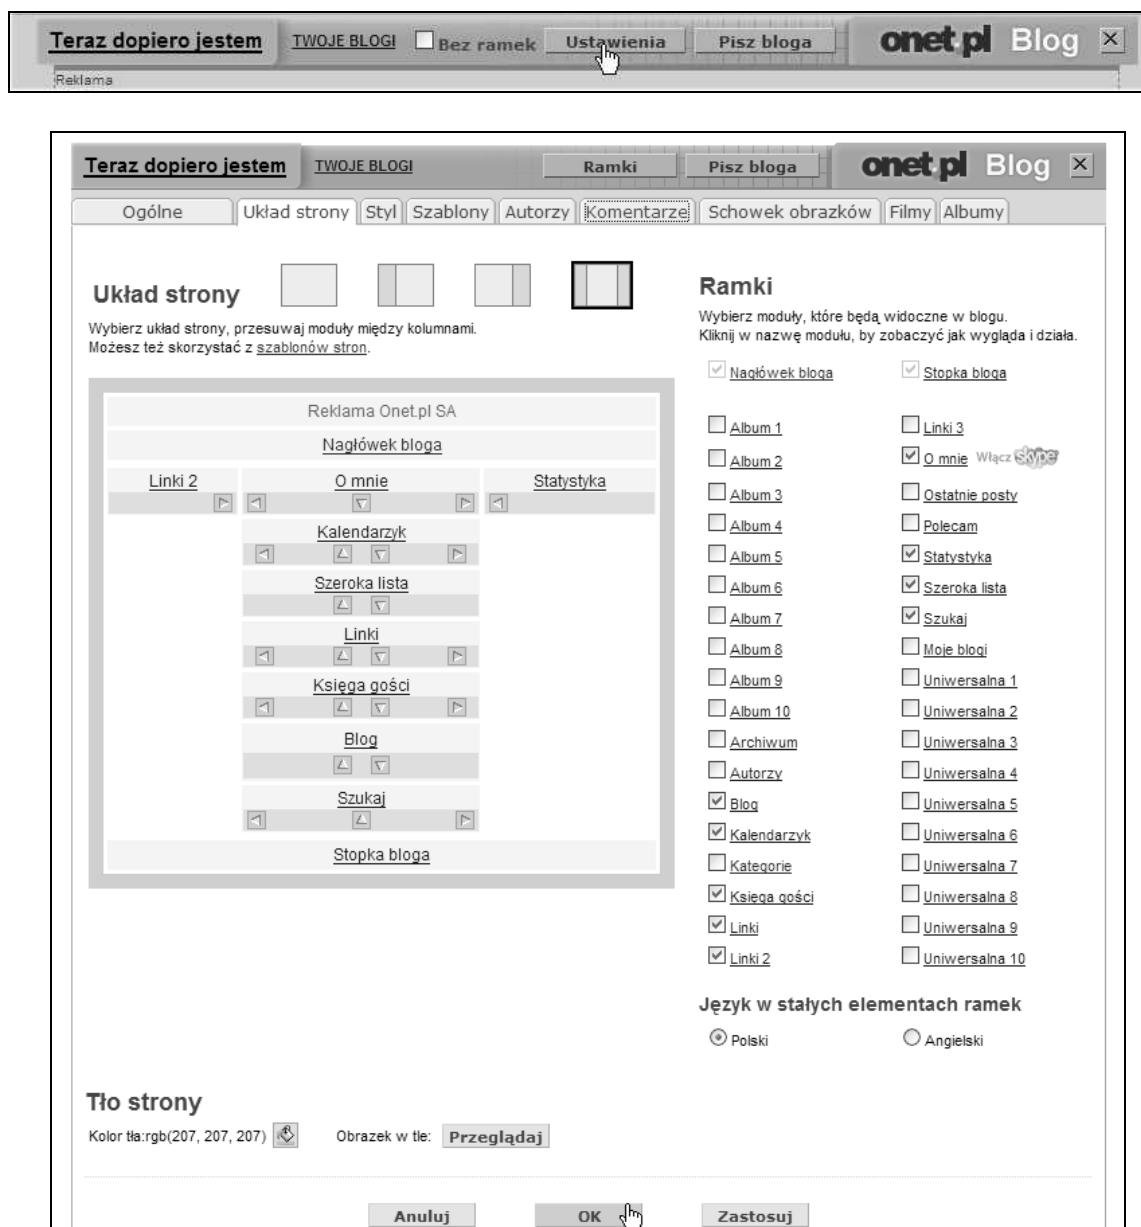 Teraz dopiero jestem TWOJE BLOGI Bez ramek Ustawienia Pisz bloga onet.pl Blog
Reklama
Teraz dopiero jestem TWOJE BLOGI Ramki Pisz bloga onet.pl Blog
Ogólne Układ strony Styl Szablony Autorzy Komentarze Schowek obrazków Filmy Albumy
Układ strony
Wybierz układ strony, przesuwaj moduły między kolumnami.
Możesz też skorzystać z szablonów stron.
Reklama Onet.pl SA
Nagłówek bloga
Linki 2 O mnie Statystyka
Kalendarzyk
Szeroka lista
Linki
Księga gości
Blog
Szukaj
Stopka bloga
Ramki
Wybierz moduły, które będą widoczne w blogu.
Kliknij w nazwę modułu, by zobaczyć jak wygląda i działa.
Nagłówek bloga Stopka bloga
Album 1 Linki 3
Album 2 O mnie Włącz skype
Album 3 Ostatnie posty
Album 4 Polecam
Album 5 Statystyka
Album 6 Szeroka lista
Album 7 Szukaj
Album 8 Moje blogi
Album 9 Uniwersalna 1
Album 10 Uniwersalna 2
Archiwum Uniwersalna 3
Autorzy Uniwersalna 4
Blog Uniwersalna 5
Kalendarzyk Uniwersalna 6
Kategorie Uniwersalna 7
Księga gości Uniwersalna 8
Linki Uniwersalna 9
Linki 2 Uniwersalna 10
Język w stałych elementach ramek
Polski Angielski
Tło strony
Kolor tła:rgb(207, 207, 207) Obrazek w tle: Przeglądaj
Anuluj OK Zastosuj